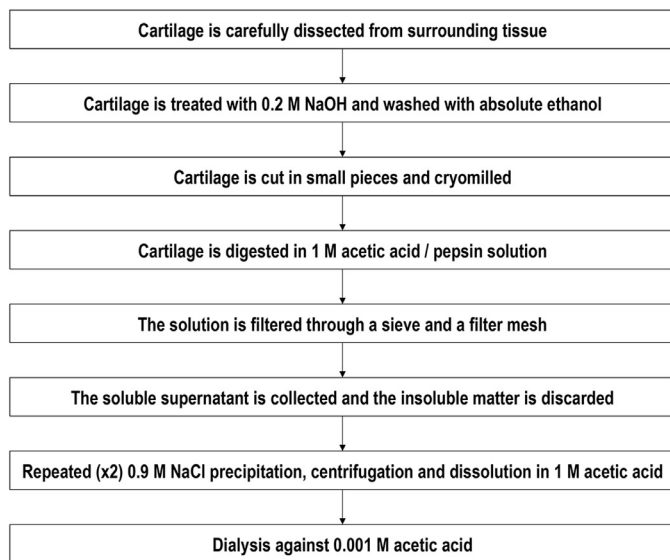 Cartilage is carefully dissected from surrounding tissue
Cartilage is treated with 0.2 M NaOH and washed with absolute ethanol
Cartilage is cut in small pieces and cryomilled
Cartilage is digested in 1 M acetic acid / pepsin solution
The solution is filtered through a sieve and a filter mesh
The soluble supernatant is collected and the insoluble matter is discarded
Repeated (x2) 0.9 M NaCl precipitation, centrifugation and dissolution in 1 M acetic acid
Dialysis against 0.001 M acetic acid